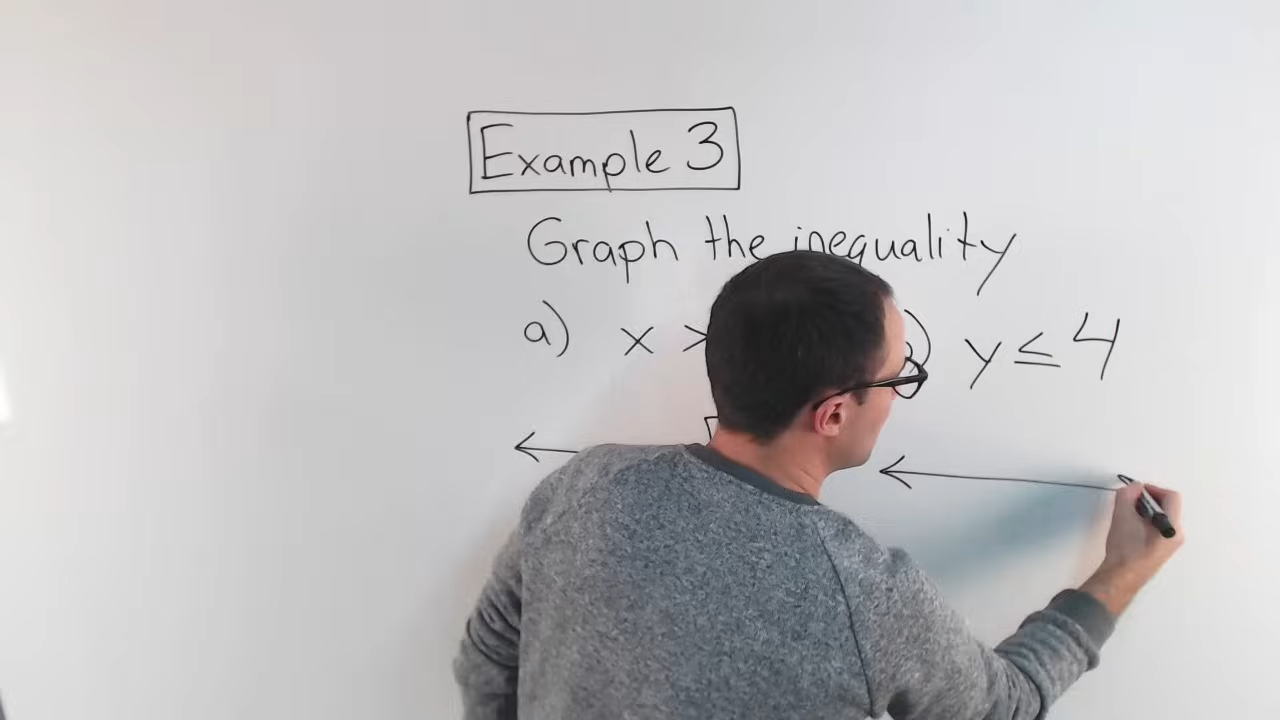 Example 3
Graph the inequality
a) x > b) y ≤ 4